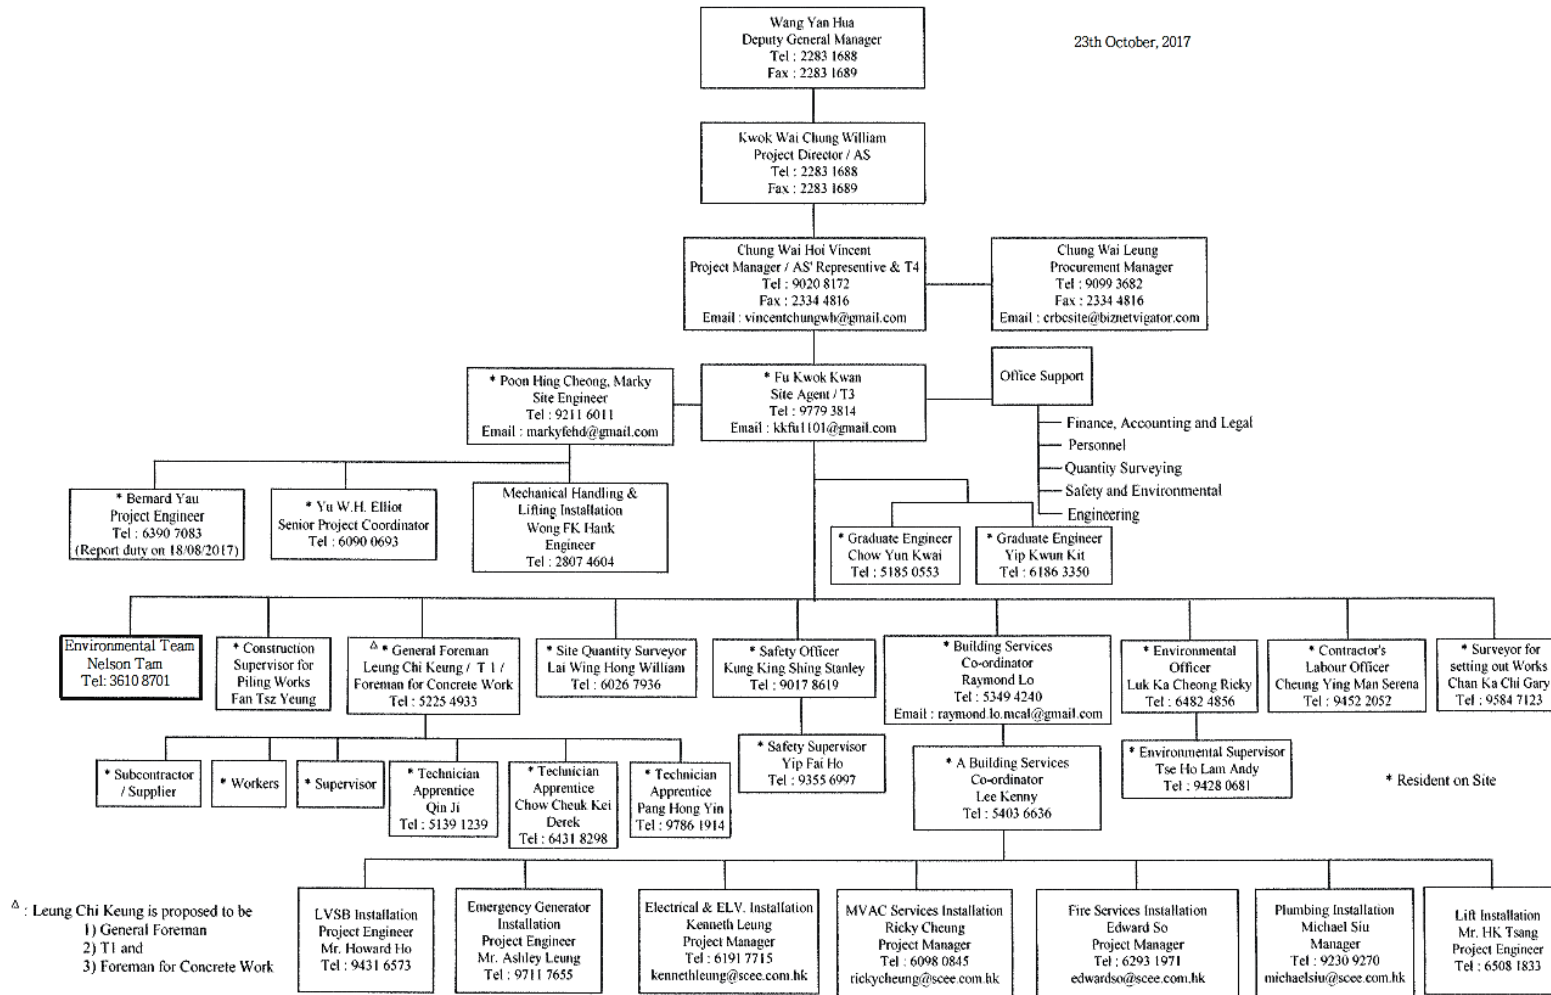 Wang Yan Hua
Deputy General Manager
Tel : 2283 1688
Fax : 2283 1689
23th October, 2017
Kwok Wai Chung William
Project Director / AS
Tel : 2283 1688
Fax : 2283 1689
Chung Wai Hoi Vincent
Project Manager / AS' Representive & T4
Tel : 9020 8172
Fax : 2334 4816
Email : vincentchungwh@gmail.com
Chung Wai Leung
Procurement Manager
Tel : 9099 3682
Fax : 2334 4816
Email : crbcsite@biznetvigator.com
* Poon Hing Cheong, Marky
Site Engineer
Tel : 9211 6011
Email : markyfehd@gmail.com
* Fu Kwok Kwan
Site Agent / T3
Tel : 9779 3814
Email : kkfu1101@gmail.com
Office Support
Finance, Accounting and Legal
Personnel
Quantity Surveying
Safety and Environmental
Engineering
* Bernard Yau
Project Engineer
Tel : 6390 7083
(Report duty on 18/08/2017)
* Yu W.H. Elliot
Senior Project Coordinator
Tel : 6090 0693
Mechanical Handling &
Lifting Installation
Wong FK Hank
Engineer
Tel : 2807 4604
* Graduate Engineer
Chow Yun Kwai
Tel : 5185 0553
* Graduate Engineer
Yip Kwun Kit
Tel : 6186 3350
Environmental Team
Nelson Tam
Tel: 3610 8701
* Construction
Supervisor for
Piling Works
Fan Tsz Yeung
Δ * General Foreman
Leung Chi Keung / T 1 /
Foreman for Concrete Work
Tel : 5225 4933
* Site Quantity Surveyor
Lai Wing Hong William
Tel : 6026 7936
* Safety Officer
Kung King Shing Stanley
Tel : 9017 8619
* Building Services
Co-ordinator
Raymond Lo
Tel : 5349 4240
Email : raymond.lo.mcal@gmail.com
* Environmental
Officer
Luk Ka Cheong Ricky
Tel : 6482 4856
* Contractor's
Labour Officer
Cheung Ying Man Serena
Tel : 9452 2052
* Surveyor for
setting out Works
Chan Ka Chi Gary
Tel : 9584 7123
* Subcontractor
/ Supplier
* Workers
* Supervisor
* Technician
Apprentice
Qin Ji
Tel : 5139 1239
* Technician
Apprentice
Chow Cheuk Kei
Derek
Tel : 6431 8298
* Technician
Apprentice
Pang Hong Yin
Tel : 9786 1914
* Safety Supervisor
Yip Fai Ho
Tel : 9355 6997
* A Building Services
Co-ordinator
Lee Kenny
Tel : 5403 6636
* Environmental Supervisor
Tse Ho Lam Andy
Tel : 9428 0681
* Resident on Site
Δ : Leung Chi Keung is proposed to be
1) General Foreman
2) T1 and
3) Foreman for Concrete Work
LVSB Installation
Project Engineer
Mr. Howard Ho
Tel : 9431 6573
Emergency Generator
Installation
Project Engineer
Mr. Ashley Leung
Tel : 9711 7655
Electrical & ELV. Installation
Kenneth Leung
Project Manager
Tel : 6191 7715
kennethleung@scee.com.hk
MVAC Services Installation
Ricky Cheung
Project Manager
Tel : 6098 0845
rickycheung@scee.com.hk
Fire Services Installation
Edward So
Project Manager
Tel : 6293 1971
edwardso@scee.com.hk
Plumbing Installation
Michael Siu
Manager
Tel : 9230 9270
michaelsiu@scee.com.hk
Lift Installation
Mr. HK Tsang
Project Engineer
Tel : 6508 1833